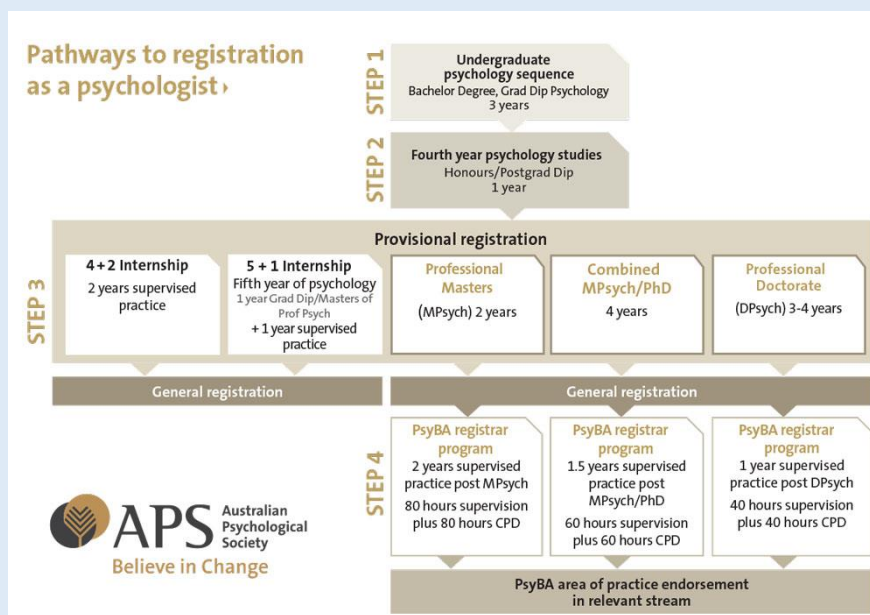 Pathways to registration
as a psychologist ›
STEP 1
Undergraduate
psychology sequence
Bachelor Degree, Grad Dip Psychology
3 years
STEP 2
Fourth year psychology studies
Honours/Postgrad Dip
1 year
STEP 3
Provisional registration
4 + 2 Internship
2 years supervised
practice
5 + 1 Internship
Fifth year of psychology
1 year Grad Dip/Masters of
Prof Psych
+ 1 year supervised
practice
Professional
Masters
(MPsych) 2 years
Combined
MPsych/PhD
4 years
Professional
Doctorate
(DPsych) 3-4 years
General registration
General registration
STEP 4
PsyBA registrar
program
2 years supervised
practice post MPsych
80 hours supervision
plus 80 hours CPD
PsyBA registrar
program
1.5 years supervised
practice post
MPsych/PhD
60 hours supervision
plus 60 hours CPD
PsyBA registrar
program
1 year supervised
practice post DPsych
40 hours supervision
plus 40 hours CPD
PsyBA area of practice endorsement
in relevant stream
APS
Australian
Psychological
Society
Believe in Change